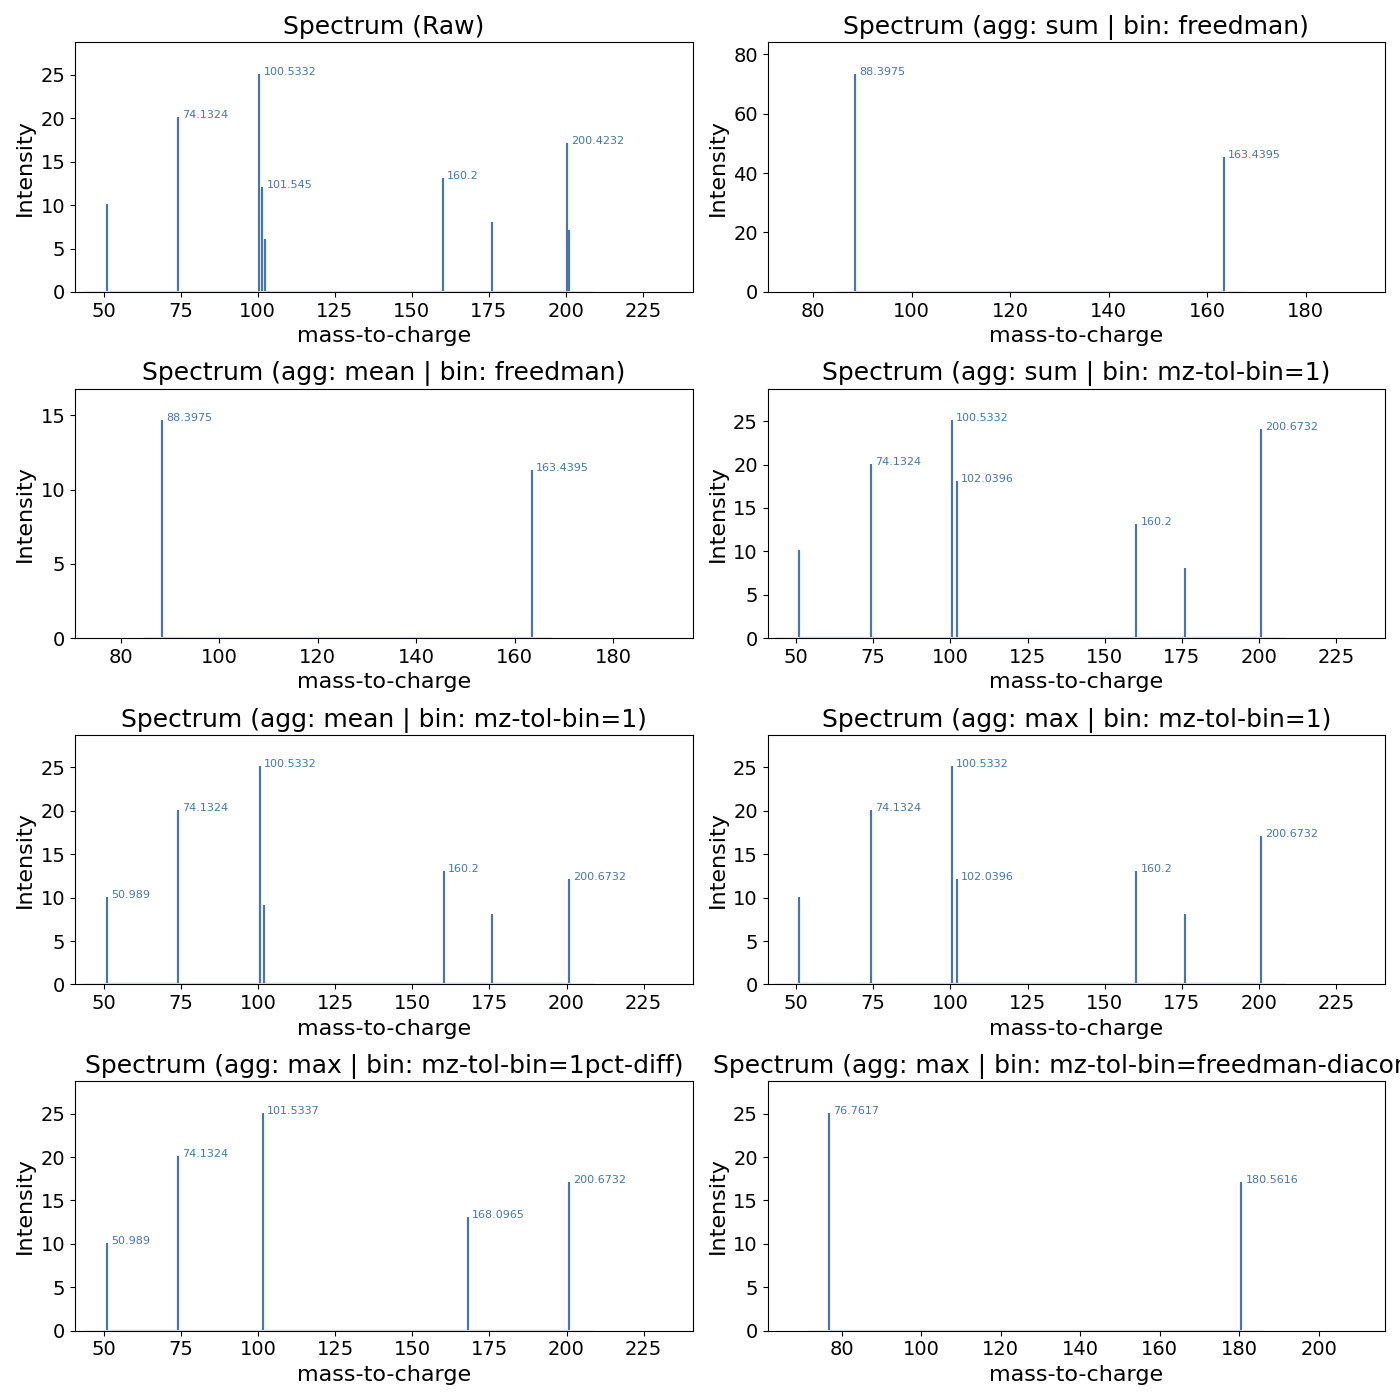 Spectrum (Raw)
100.5332
74.1324
200.4232
160.2
101.545
25
20
15
10
5
0
Intensity
50 75 100 125 150 175 200 225
mass-to-charge
Spectrum (agg: sum | bin: freedman)
88.3975
163.4395
80
60
40
20
0
Intensity
80 100 120 140 160 180
mass-to-charge
Spectrum (agg: mean | bin: freedman)
88.3975
163.4395
15
10
5
0
Intensity
80 100 120 140 160 180
mass-to-charge
Spectrum (agg: sum | bin: mz-tol-bin=1)
100.5332
200.6732
74.1324
102.0396
160.2
25
20
15
10
5
0
Intensity
50 75 100 125 150 175 200 225
mass-to-charge
Spectrum (agg: mean | bin: mz-tol-bin=1)
100.5332
74.1324
160.2
200.6732
50.989
25
20
15
10
5
0
Intensity
50 75 100 125 150 175 200 225
mass-to-charge
Spectrum (agg: max | bin: mz-tol-bin=1)
100.5332
74.1324
200.6732
160.2
102.0396
25
20
15
10
5
0
Intensity
50 75 100 125 150 175 200 225
mass-to-charge
Spectrum (agg: max | bin: mz-tol-bin=1pct-diff)
101.5337
74.1324
200.6732
168.0965
50.989
25
20
15
10
5
0
Intensity
50 75 100 125 150 175 200 225
mass-to-charge
Spectrum (agg: max | bin: mz-tol-bin=freedman-diacon
76.7617
180.5616
25
20
15
10
5
0
Intensity
80 100 120 140 160 180 200
mass-to-charge